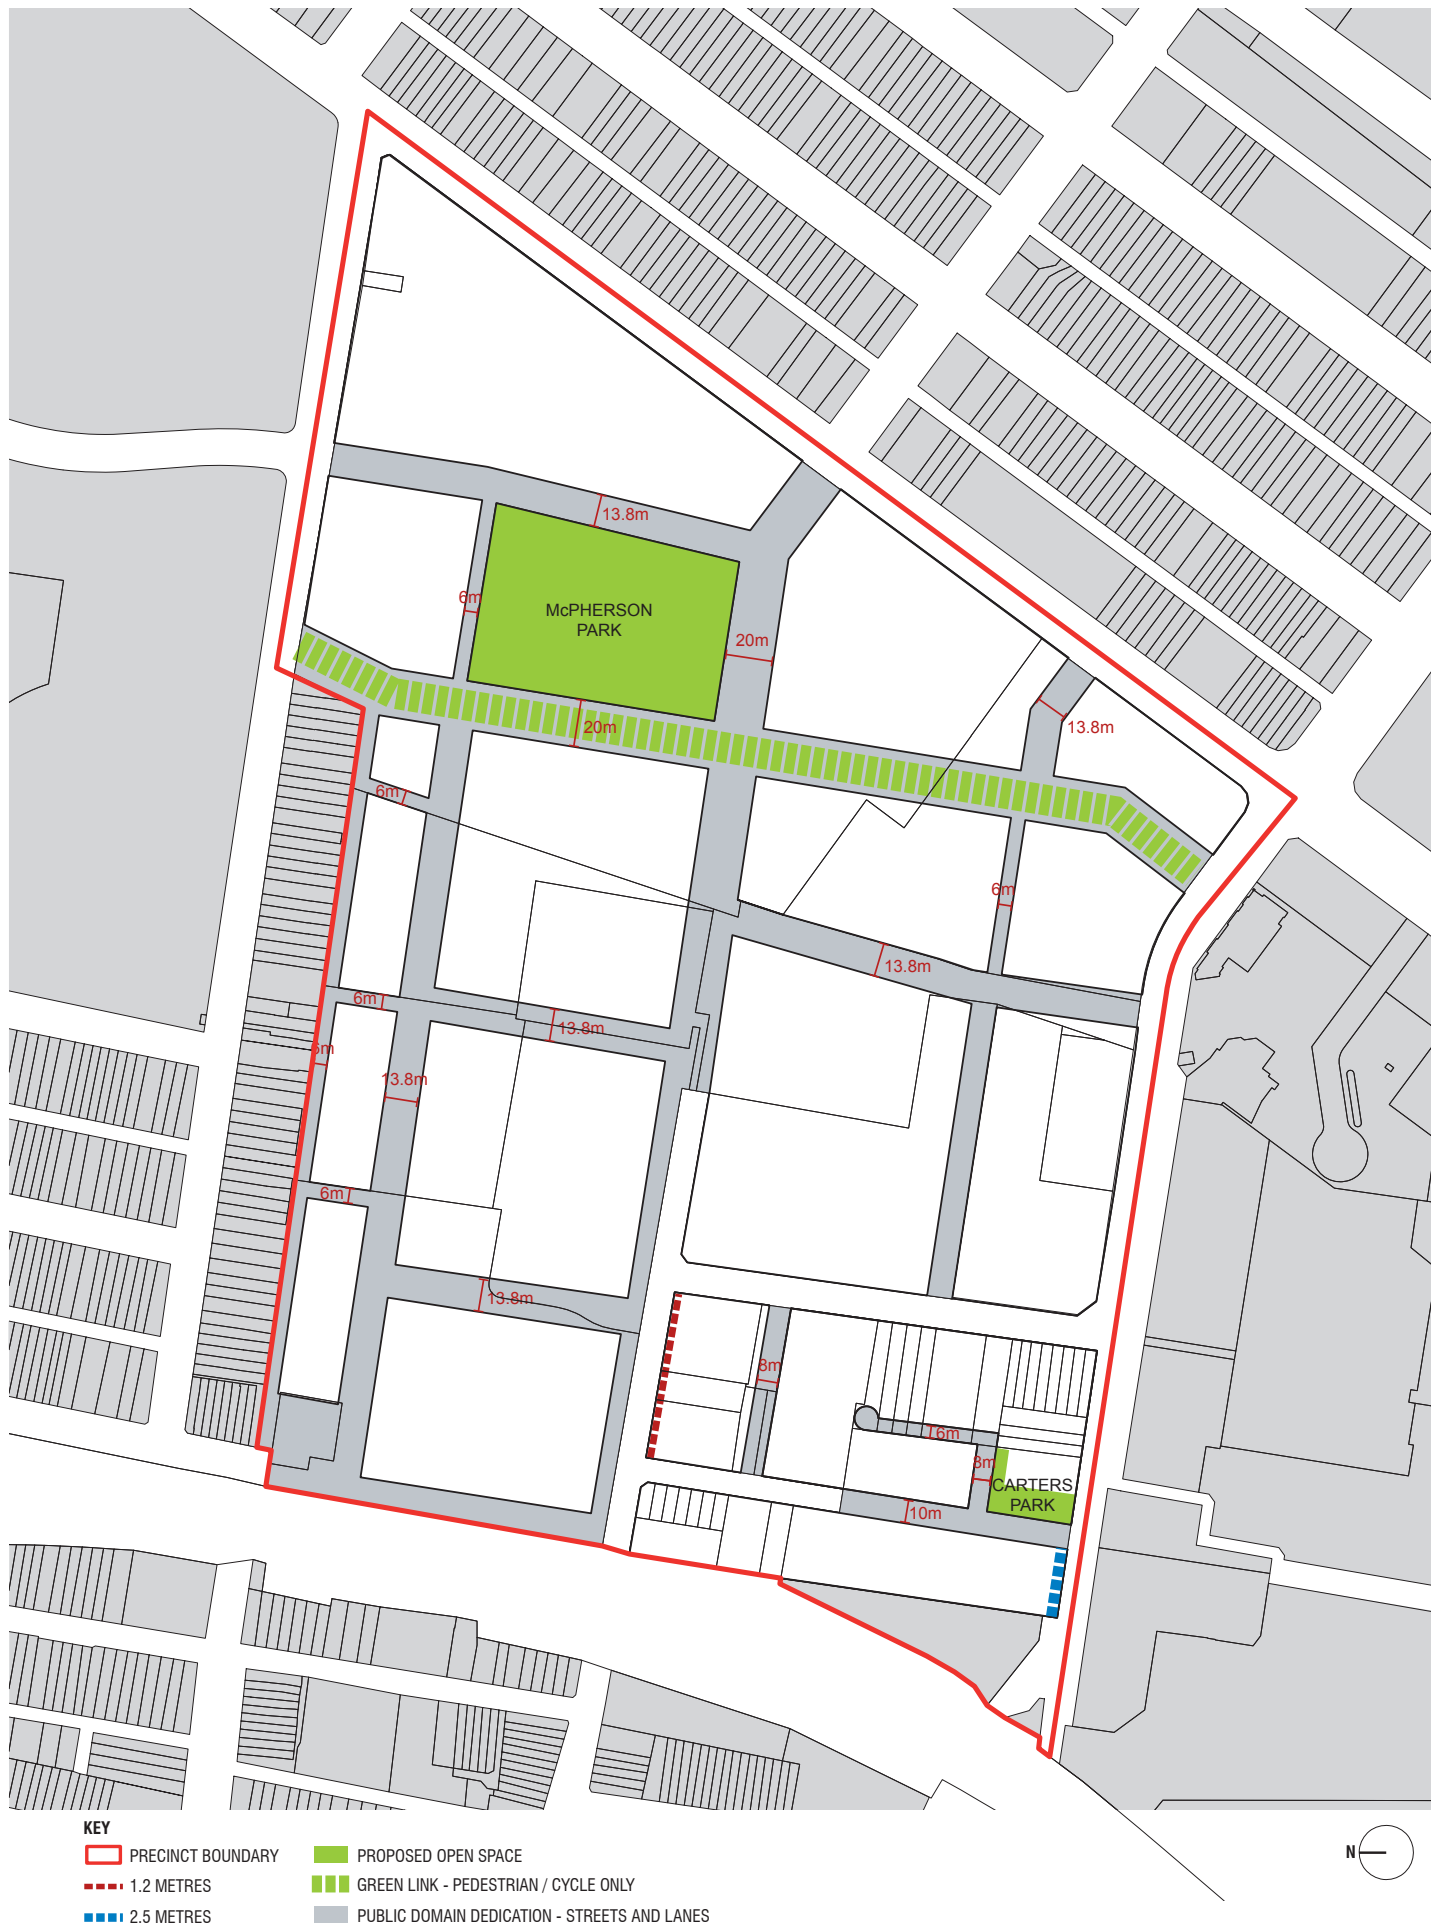 13.8m
6m
McPHERSON
PARK
20m
20m
13.8m
6m
6m
13.8m
6m
13.8m
6m
13.8m
6m
13.8m
8m
6m
8m
CARTERS
PARK
10m
KEY
PRECINCT BOUNDARY
PROPOSED OPEN SPACE
N
1.2 METRES
GREEN LINK - PEDESTRIAN / CYCLE ONLY
2.5 METRES
PUBLIC DOMAIN DEDICATION - STREETS AND LANES